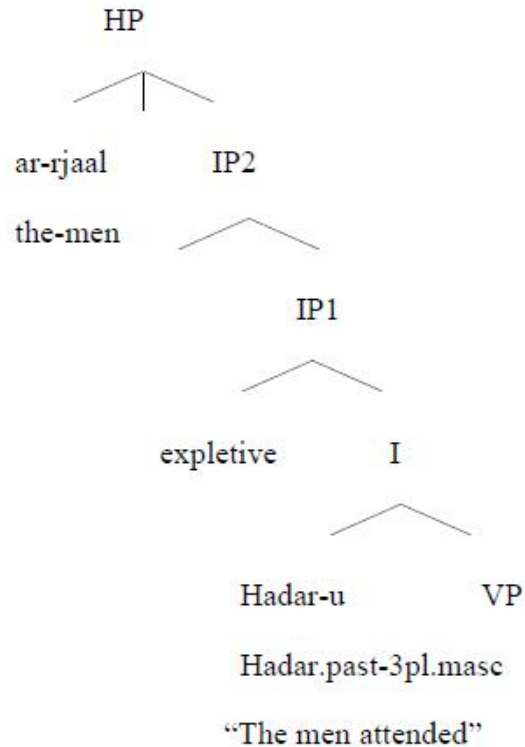 HP
ar-rjaal IP2
the-men
IP1
expletive I
Hadar-u VP
Hadar.past-3pl.masc
“The men attended”